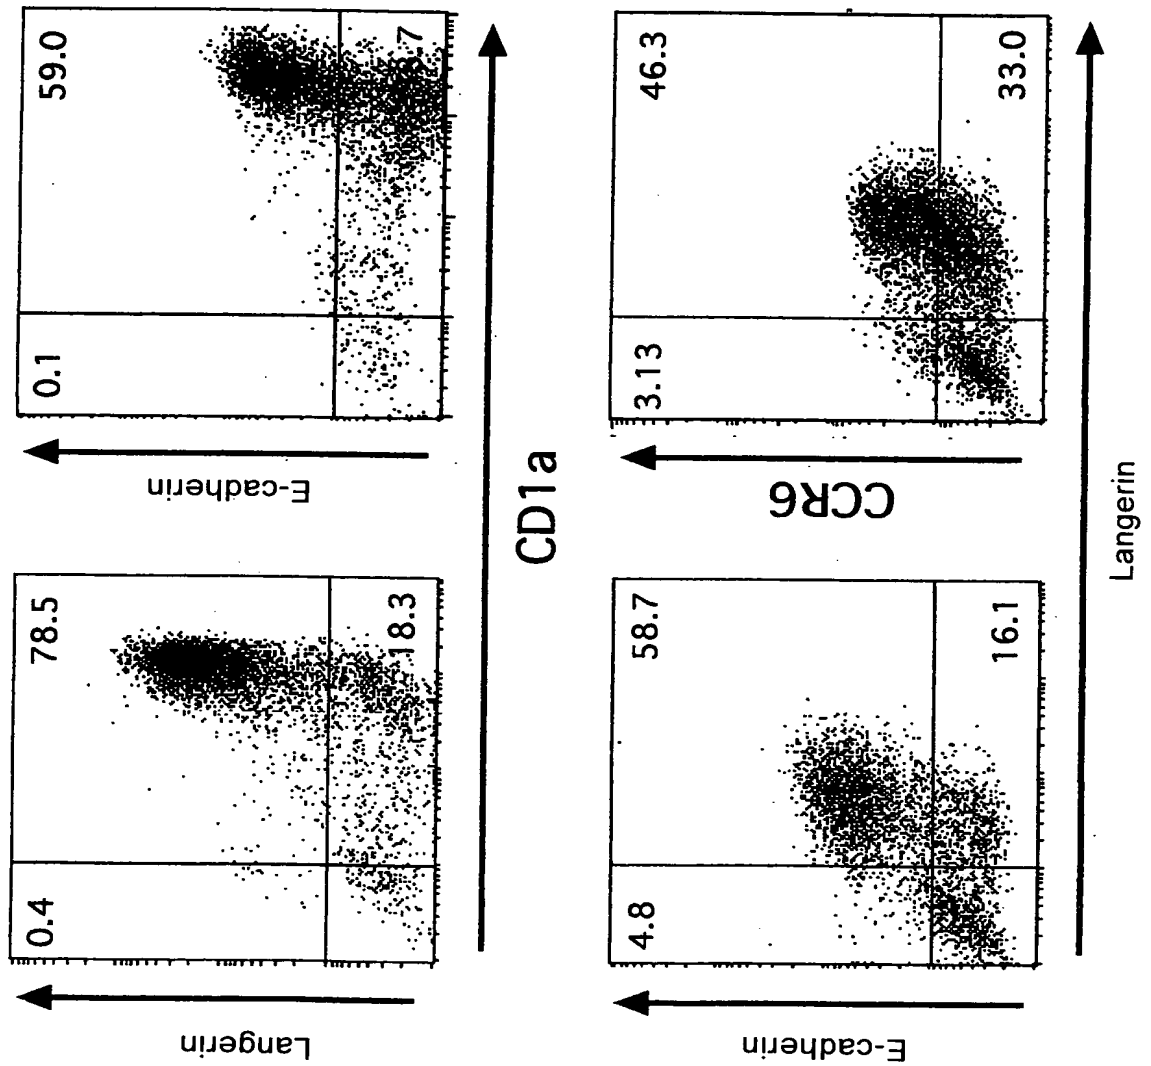 59.0
0.1
E-cadherin
46.3
33.0
3.13
CCR6
CD1a
78.5
18.3
0.4
Langerin
58.7
16.1
4.8
E-cadherin
Langerin